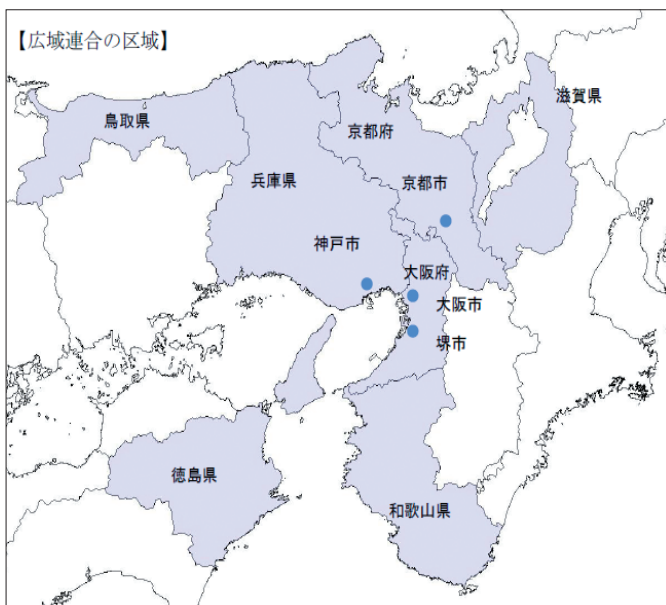 【広域連合の区域】
滋賀県
鳥取県
京都府
兵庫県
京都市
神戸市
大阪府
大阪市
堺市
徳島県
和歌山県